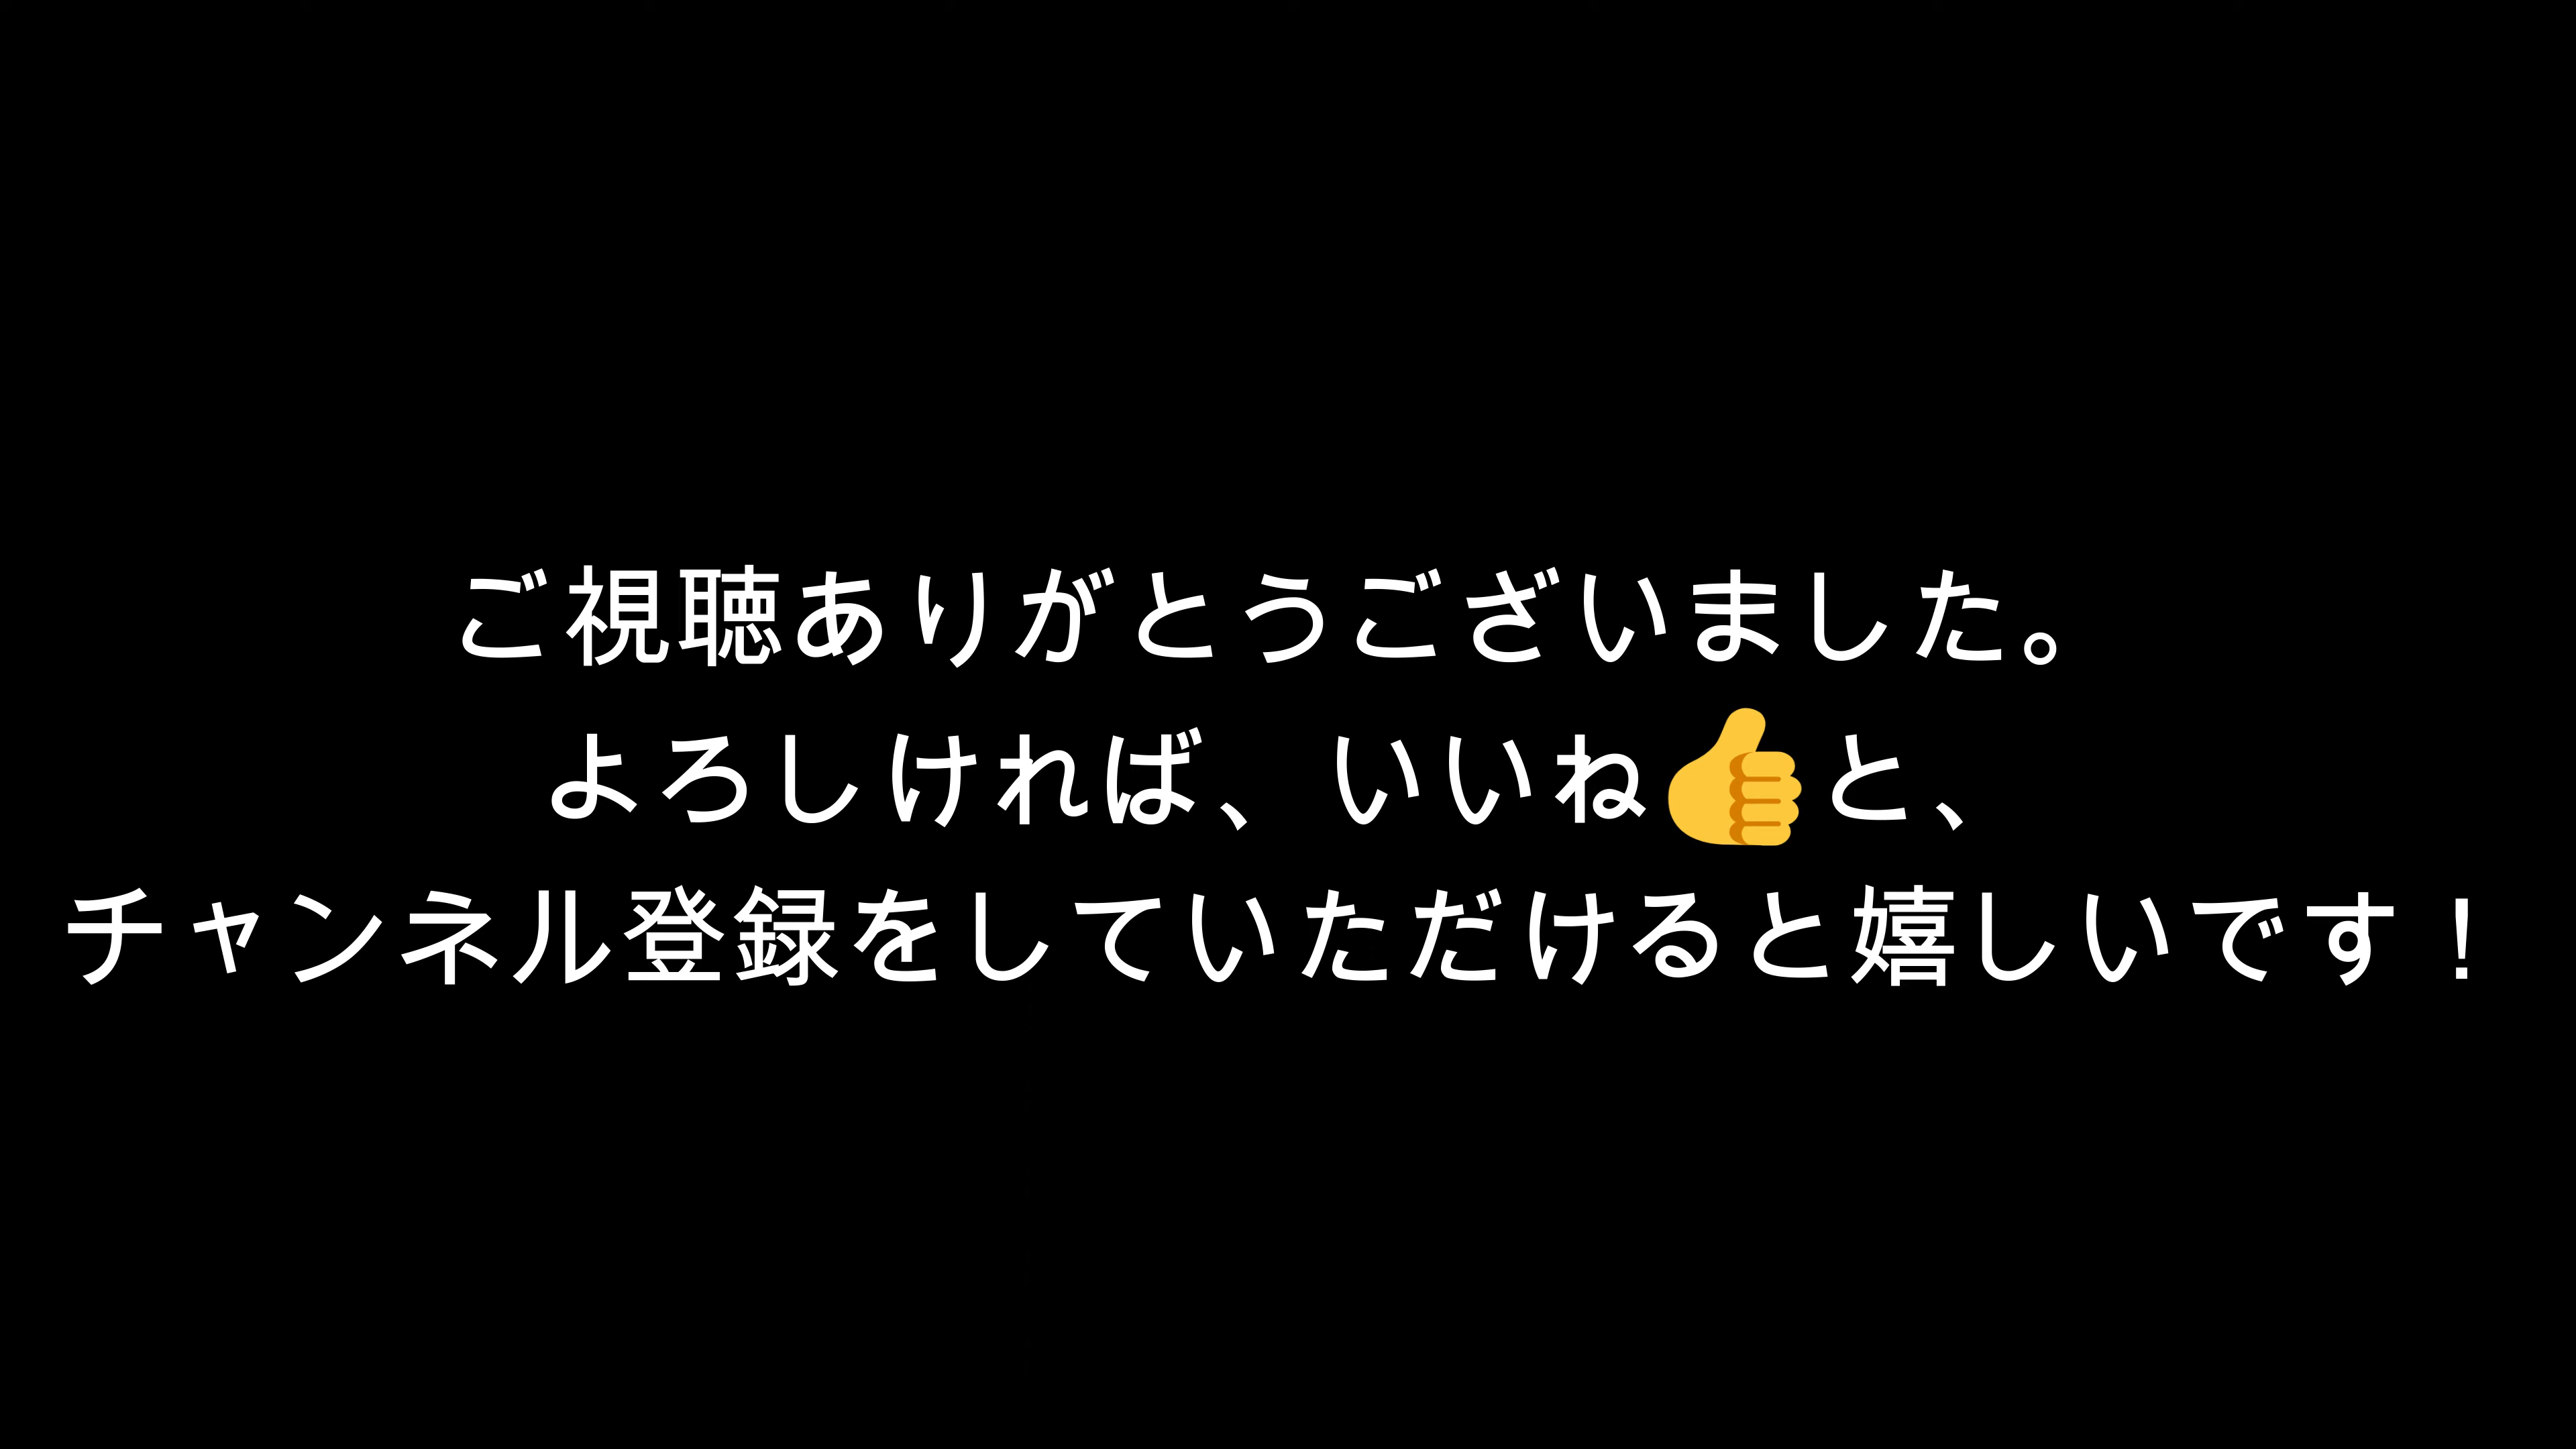 ご視聴ありがとうございました。
よろしければ、いいね👍と、
チャンネル登録をしていただけると嬉しいです！